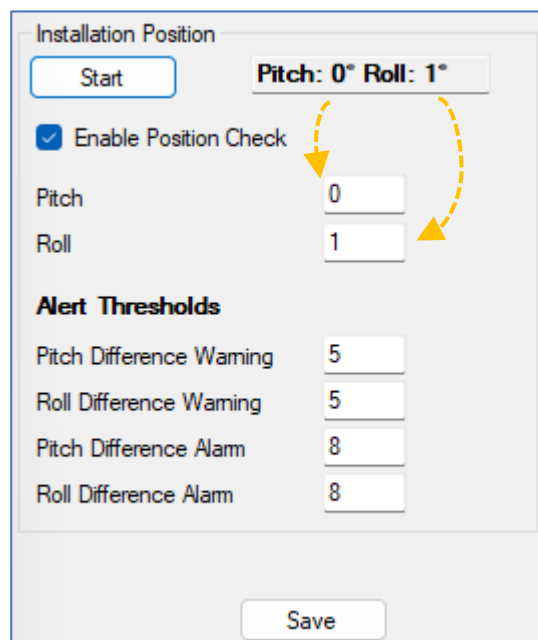 Installation Position
Start Pitch: 0° Roll: 1°
Enable Position Check
Pitch 0
Roll 1
Alert Thresholds
Pitch Difference Warning 5
Roll Difference Warning 5
Pitch Difference Alarm 8
Roll Difference Alarm 8
Save